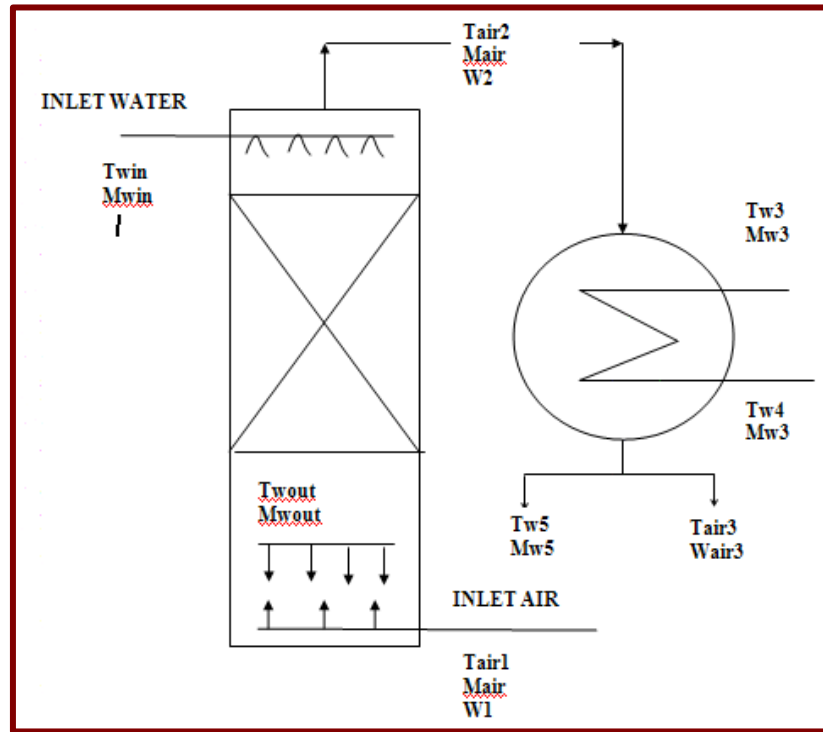 Tair2
Mair
W2
INLET WATER
Twin
Mwin
Tw3
Mw3
Tw4
Mw3
Twout
Mwout
Tw5
Mw5
Tair3
Wair3
INLET AIR
Tair1
Mair
W1